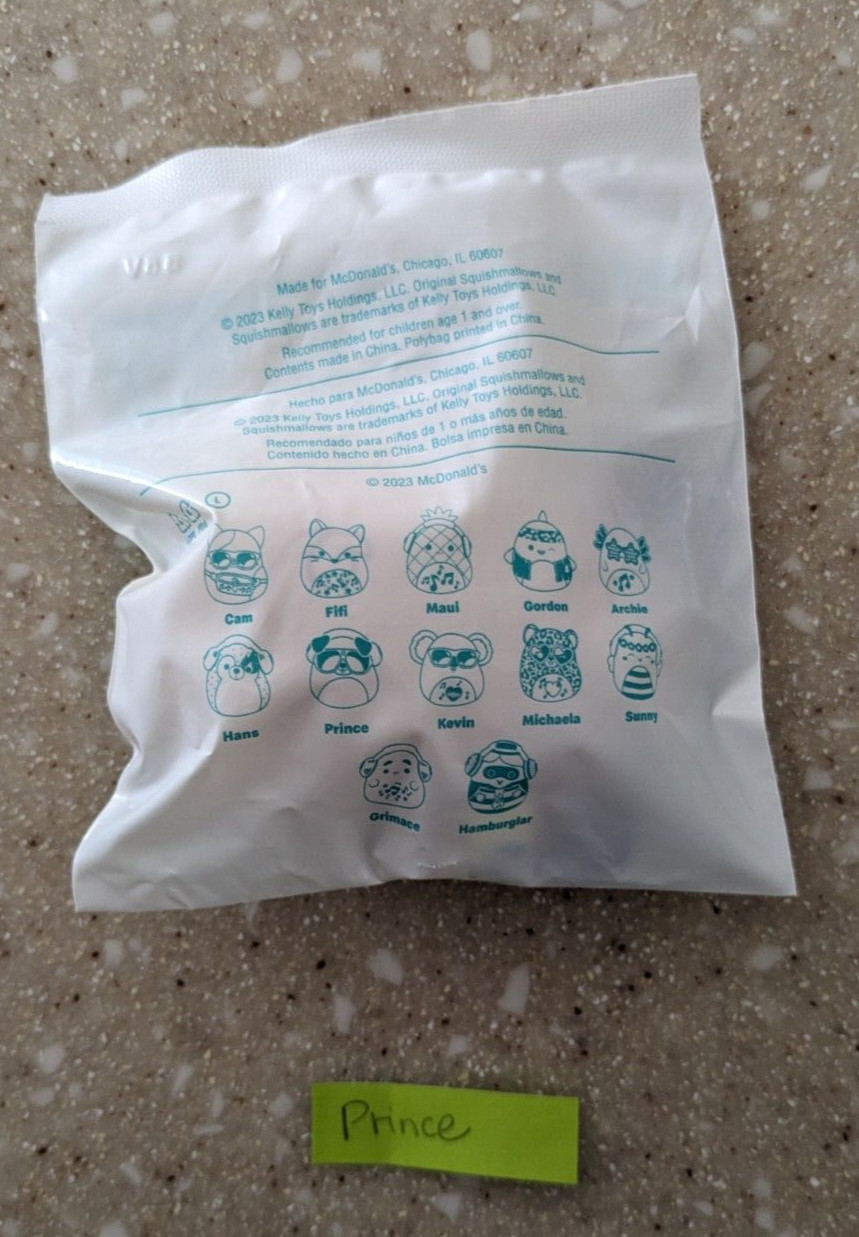 Made for McDonald's, Chicago, IL 60607
© 2023 Kelly Toys Holdings, LLC. Original Squishmallows and
Squishmallows are trademarks of Kelly Toys Holdings, LLC.
Recommended for children age 1 and over.
Contents made in China. Polybag printed in China.
Hecho para McDonald's, Chicago, IL 60607
© 2023 Kelly Toys Holdings, LLC. Original Squishmallows and
Squishmallows are trademarks of Kelly Toys Holdings, LLC.
Recomendado para niños de 1 o más años de edad.
Contenido hecho en China. Bolsa impresa en China.
© 2023 McDonald's
L
Cam Fifi Maui Gordon Archie
Hans Prince Kevin Michaela Sunny
Grimace Hamburglar
Prince